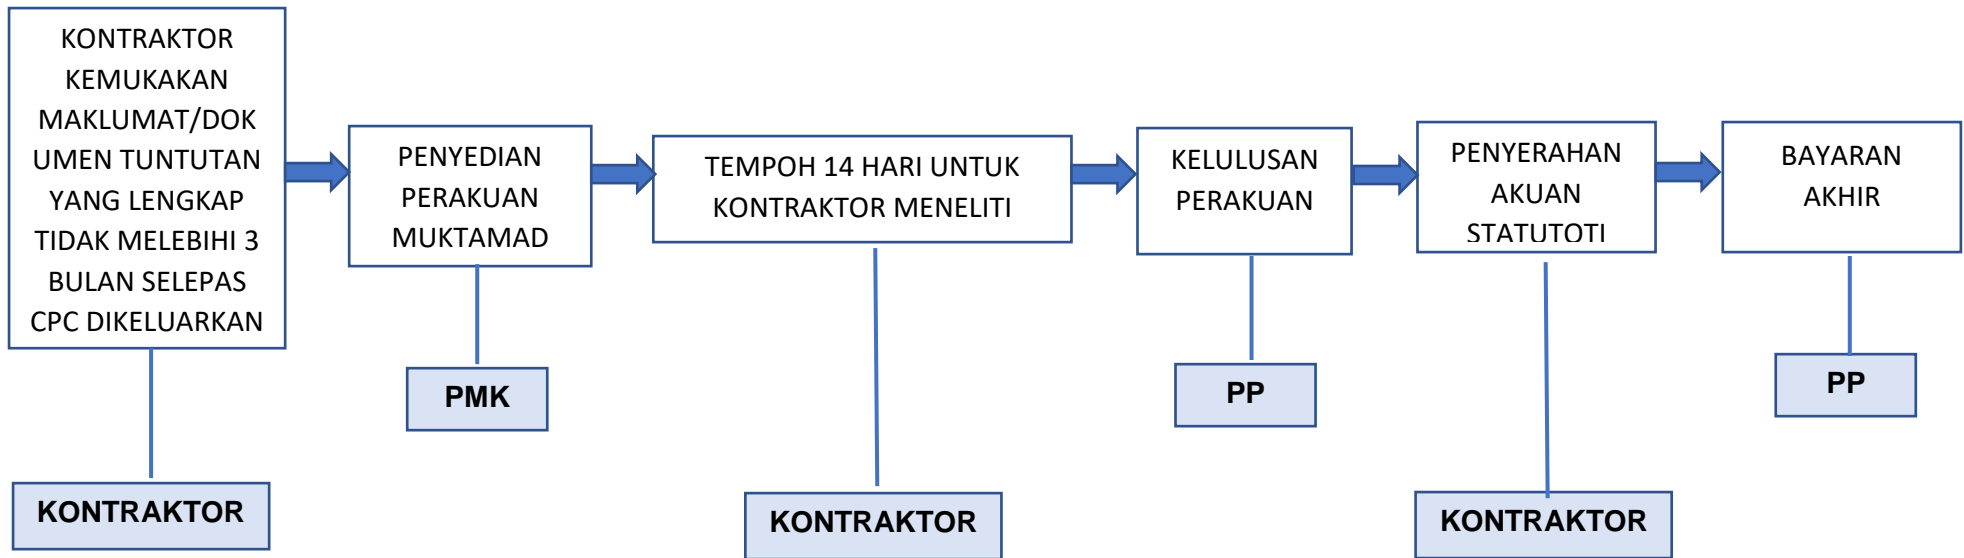 KONTRAKTOR
KEMUKAKAN
MAKLUMAT/DOK
UMEN TUNTUTAN
YANG LENGKAP
TIDAK MELEBIHI 3
BULAN SELEPAS
CPC DIKELUARKAN
PENYEDIAN
PERAKUAN
MUKTAMAD
TEMPOH 14 HARI UNTUK
KONTRAKTOR MENELITI
KELULUSAN
PERAKUAN
PENYERAHAN
AKUAN
STATUTOTI
BAYARAN
AKHIR
KONTRAKTOR
PMK
KONTRAKTOR
PP
KONTRAKTOR
PP